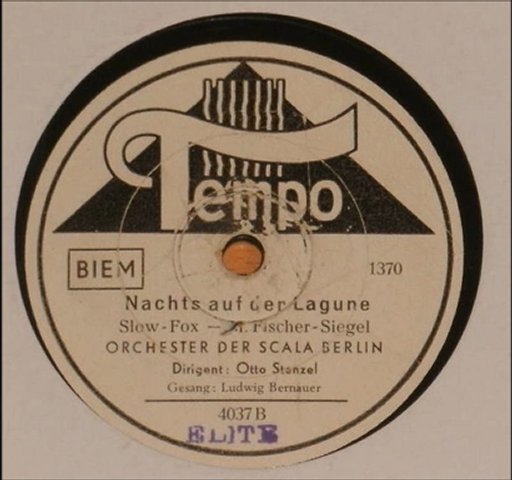 Tempo
BIEM
1370
Nachts auf der Lagune
Slow-Fox — Fischer-Siegel
ORCHESTER DER SCALA BERLIN
Dirigent: Otto Stenzel
Gesang: Ludwig Bernauer
4037 B
ELITE